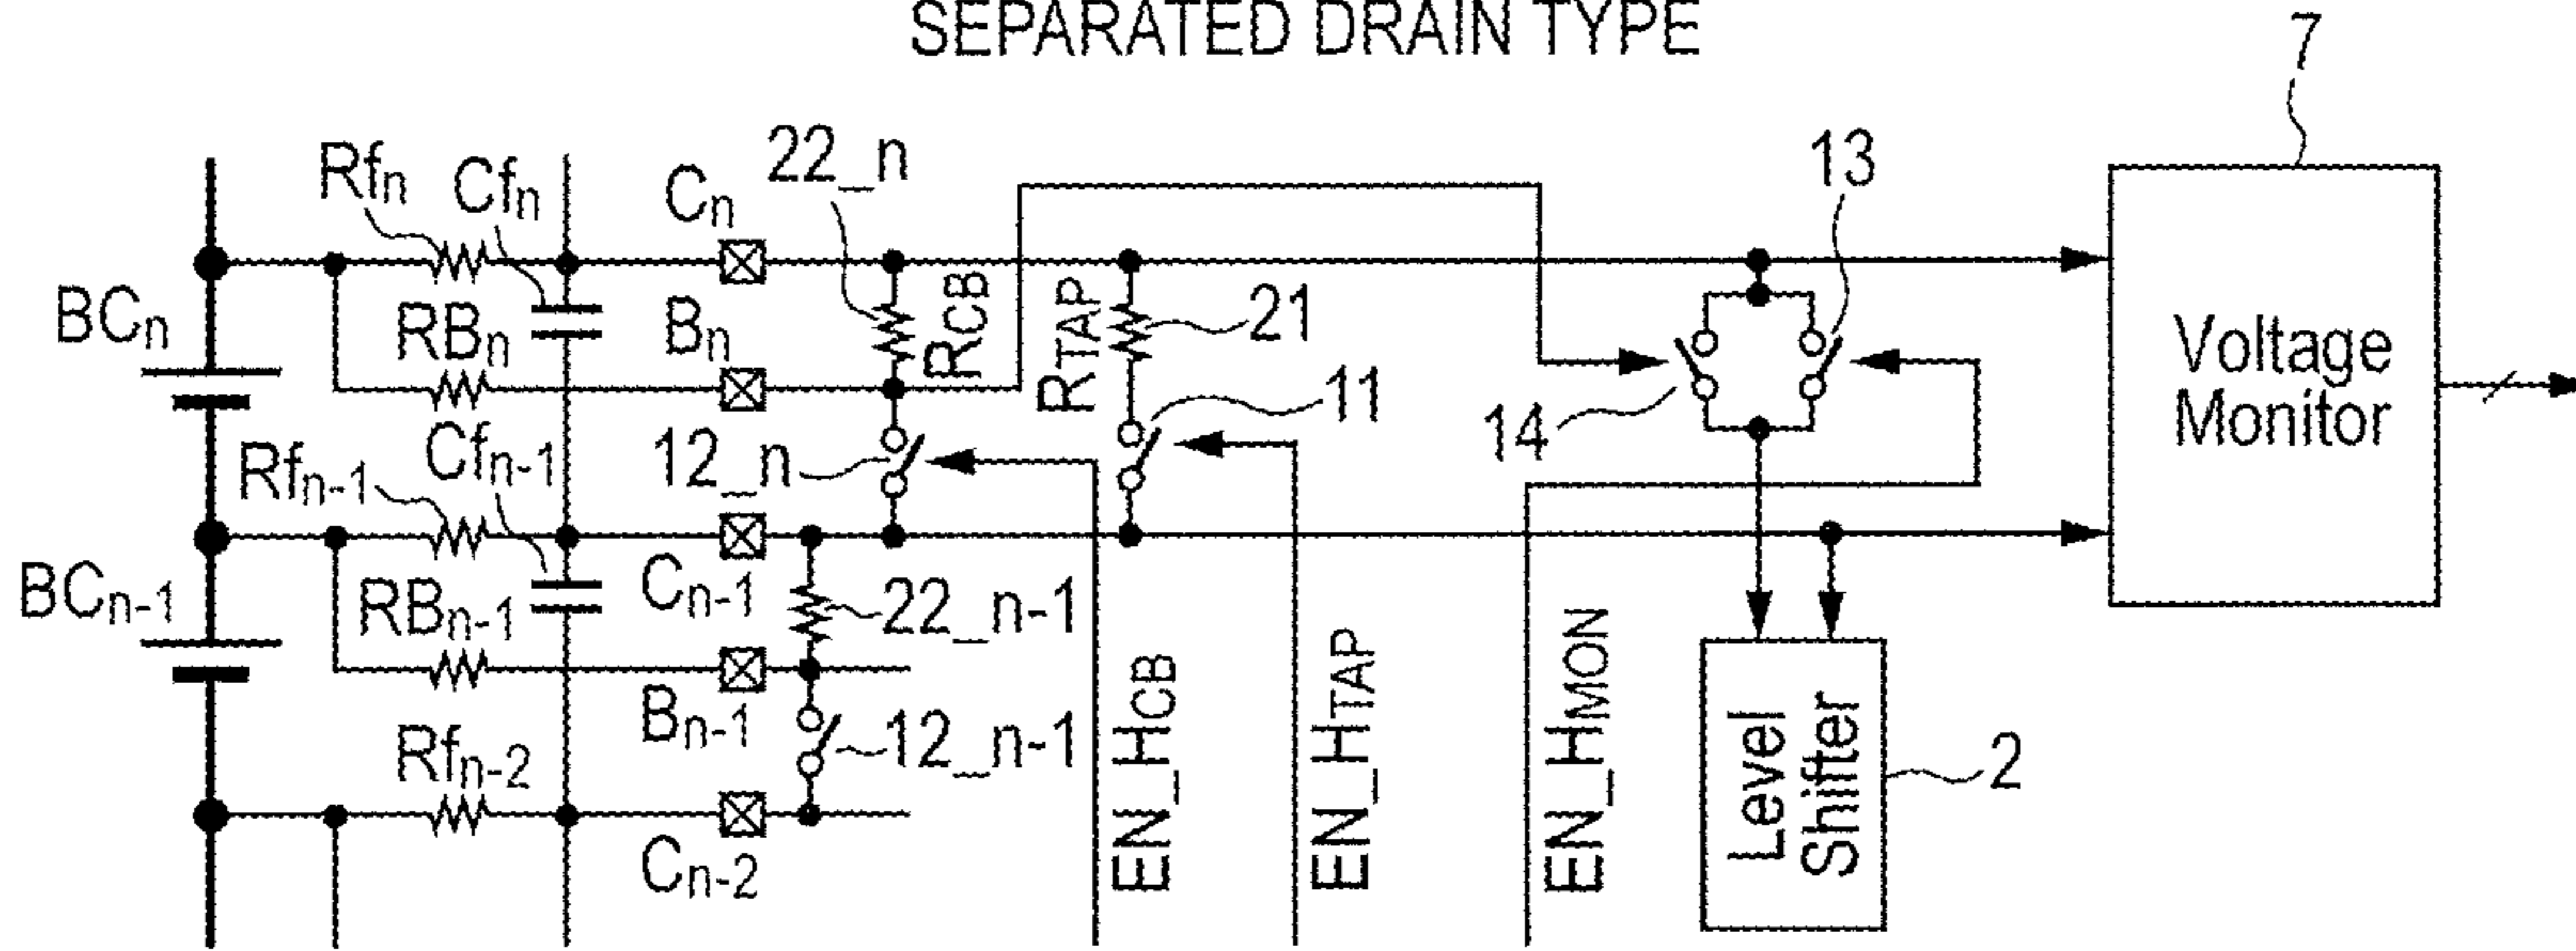 SEPARATED DRAIN TYPE
7
Rfn
Cfn
Cn
22_n
13
BCn
RBn
Bn
RCB
RTAP
21
11
14
Voltage
Monitor
Rfn-1
Cfn-1
12_n
BCn-1
RBn-1
Cn-1
22_n-1
Bn-1
12_n-1
Rfn-2
Cn-2
EN_HCB
EN_HTAP
EN_HMON
Level
Shifter
2